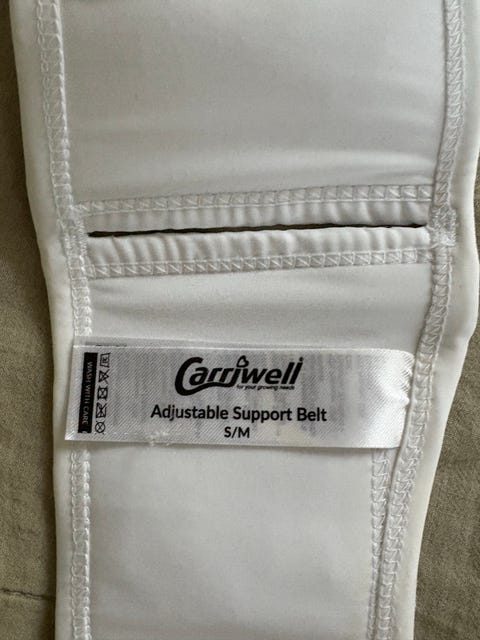 Carriwell
for your growing needs
Adjustable Support Belt
S/M
WASH WITH CARE